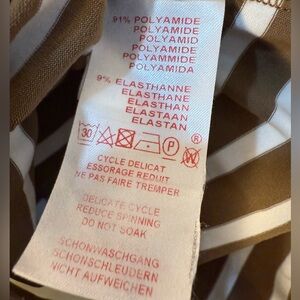 91% POLYAMIDE
POLYAMIDE
POLYAMID
POLYAMIDE
POLYAMMIDE
POLYAMIDA
9% ELASTHANNE
ELASTHANE
ELASTHAN
ELASTAAN
ELASTAN
®
30 P W
CYCLE DELICAT
ESSORAGE REDUIT
NE PAS FAIRE TREMPER
DELICATE CYCLE
REDUCE SPINNING
DO NOT SOAK
SCHONWASCHGANG
SCHONSCHLEUDERN
NICHT AUFWEICHEN